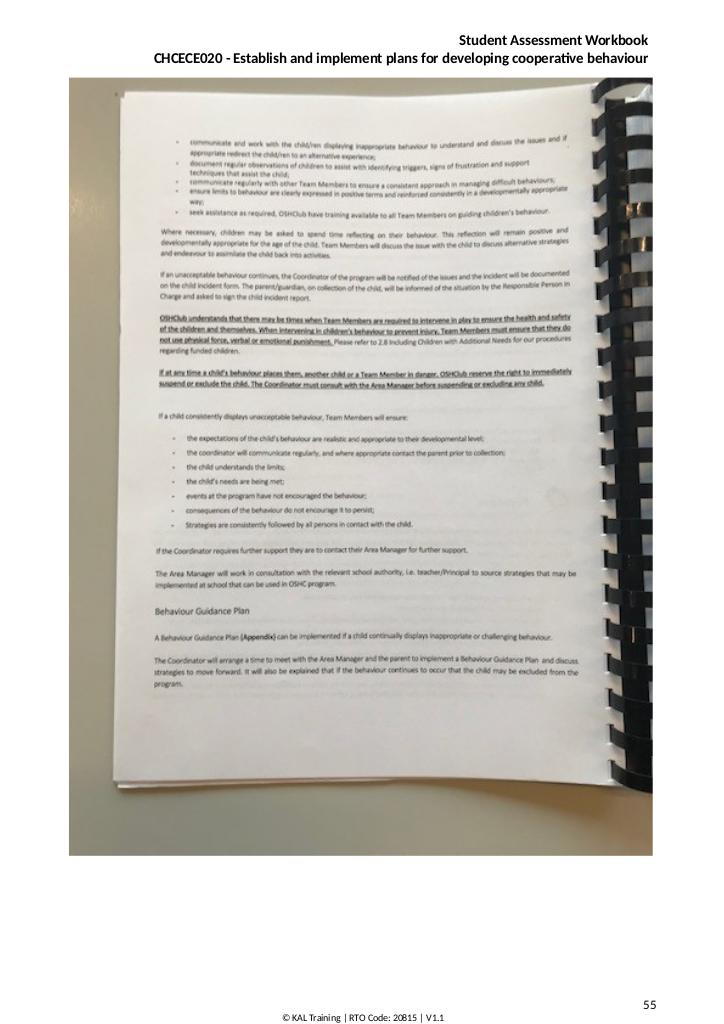 Student Assessment Workbook
CHCECE020 - Establish and implement plans for developing cooperative behaviour
• communicate and work with the child/ren displaying inappropriate behaviour to understand and discuss the issues and if
appropriate redirect the child/ren to an alternative experience;
• document regular observations of children to assist with identifying triggers, signs of frustration and support
techniques that assist the child;
• communicate regularly with other Team Members to ensure a consistent approach in managing difficult behaviours;
• ensure limits to behaviour are clearly expressed in positive terms and reinforced consistently in a developmentally appropriate
way;
• seek assistance as required, OSHClub have training available to all Team Members on guiding children's behaviour.
Where necessary, children may be asked to spend time reflecting on their behaviour. This reflection will remain positive and
developmentally appropriate for the age of the child. Team Members will discuss the issue with the child to discuss alternative strategies
and endeavour to assimilate the child back into activities.
If an unacceptable behaviour continues, the Coordinator of the program will be notified of the issues and the incident will be documented
on the child incident form. The parent/guardian, on collection of the child, will be informed of the situation by the Responsible Person in
Charge and asked to sign the child incident report.
OSHClub understands that there may be times when Team Members are required to intervene in play to ensure the health and safety
of the children and themselves. When intervening in children's behaviour to prevent injury, Team Members must ensure that they do
not use physical force, verbal or emotional punishment. Please refer to 2.8 Including Children with Additional Needs for our procedures
regarding funded children.
If at any time a child's behaviour places them, another child or a Team Member in danger, OSHClub reserve the right to immediately
suspend or exclude the child. The Coordinator must consult with the Area Manager before suspending or excluding any child.
If a child consistently displays unacceptable behaviour, Team Members will ensure:
• the expectations of the child's behaviour are realistic and appropriate to their developmental level;
• the coordinator will communicate regularly, and where appropriate contact the parent prior to collection;
• the child understands the limits;
• the child's needs are being met;
• events at the program have not encouraged the behaviour;
• consequences of the behaviour do not encourage it to persist;
• Strategies are consistently followed by all persons in contact with the child.
If the Coordinator requires further support they are to contact their Area Manager for further support.
The Area Manager will work in consultation with the relevant school authority, i.e. teacher/Principal to source strategies that may be
implemented at school that can be used in OSHC program.
Behaviour Guidance Plan
A Behaviour Guidance Plan (Appendix) can be implemented if a child continually displays inappropriate or challenging behaviour.
The Coordinator will arrange a time to meet with the Area Manager and the parent to implement a Behaviour Guidance Plan and discuss
strategies to move forward. It will also be explained that if the behaviour continues to occur that the child may be excluded from the
program.
55
© KAL Training | RTO Code: 20815 | V1.1